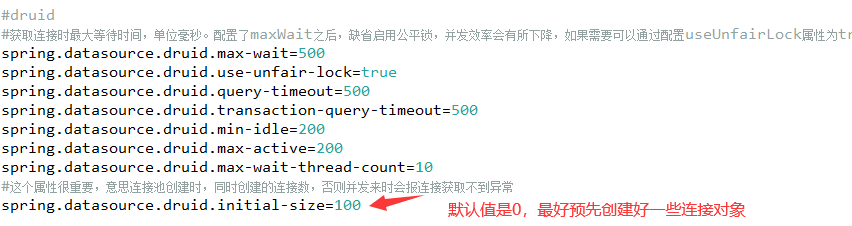 #druid
#获取连接时最大等待时间，单位毫秒。配置了maxWait之后，缺省启用公平锁，并发效率会有所下降，如果需要可以通过配置useUnfairLock属性为tr
spring.datasource.druid.max-wait=500
spring.datasource.druid.use-unfair-lock=true
spring.datasource.druid.query-timeout=500
spring.datasource.druid.transaction-query-timeout=500
spring.datasource.druid.min-idle=200
spring.datasource.druid.max-active=200
spring.datasource.druid.max-wait-thread-count=10
#这个属性很重要，意思连接池创建时，同时创建的连接数，否则并发来时会报连接获取不到异常
spring.datasource.druid.initial-size=100 默认值是0，最好预先创建好一些连接对象